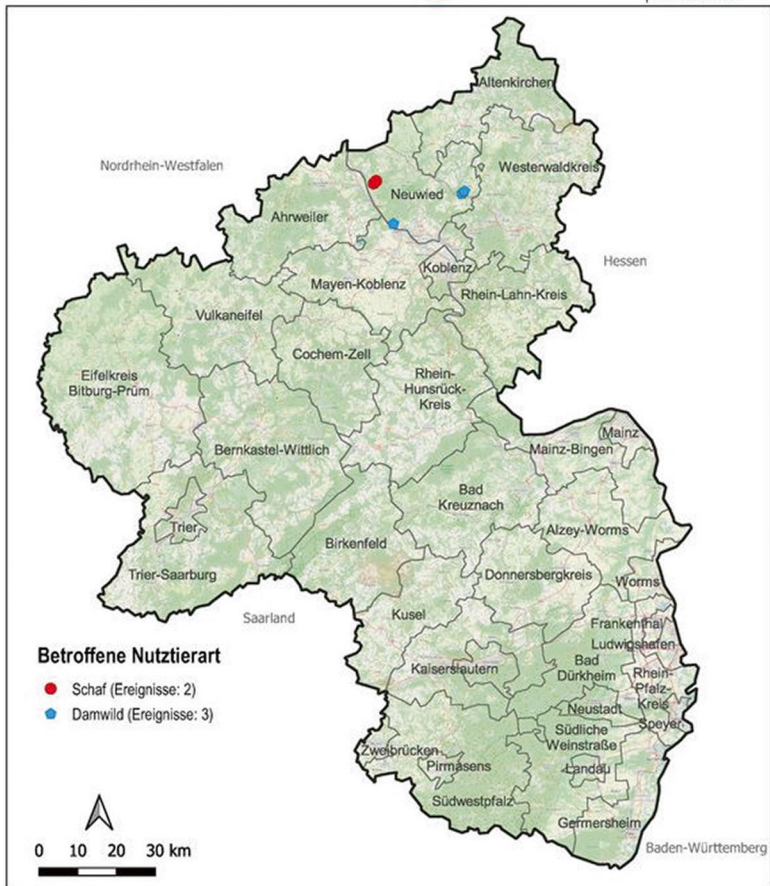 Altenkirchen
Nordrhein-Westfalen
Westerwaldkreis
Neuwied
Ahrweiler
Hessen
Koblenz
Mayen-Koblenz
Rhein-Lahn-Kreis
Vulkaneifel
Cochem-Zell
Eifelkreis
Bitburg-Prüm
Rhein-
Hunsrück-
Kreis
Mainz
Mainz-Bingen
Bernkastel-Wittlich
Bad
Kreuznach
Trier
Alzey-Worms
Birkenfeld
Trier-Saarburg
Donnersbergkreis
Worms
Saarland
Kusel
Frankenthal
Ludwigshafen
Kaiserslautern
Bad
Dürkheim
Rhein-
Pfalz-
Kreis
Neustadt
Speyer
Südliche
Weinstraße
Zweibrücken
Pirmasens
Landau
Südwestpfalz
Germersheim
Baden-Württemberg
Betroffene Nutztierart
Schaf (Ereignisse: 2)
Damwild (Ereignisse: 3)
0 10 20 30 km